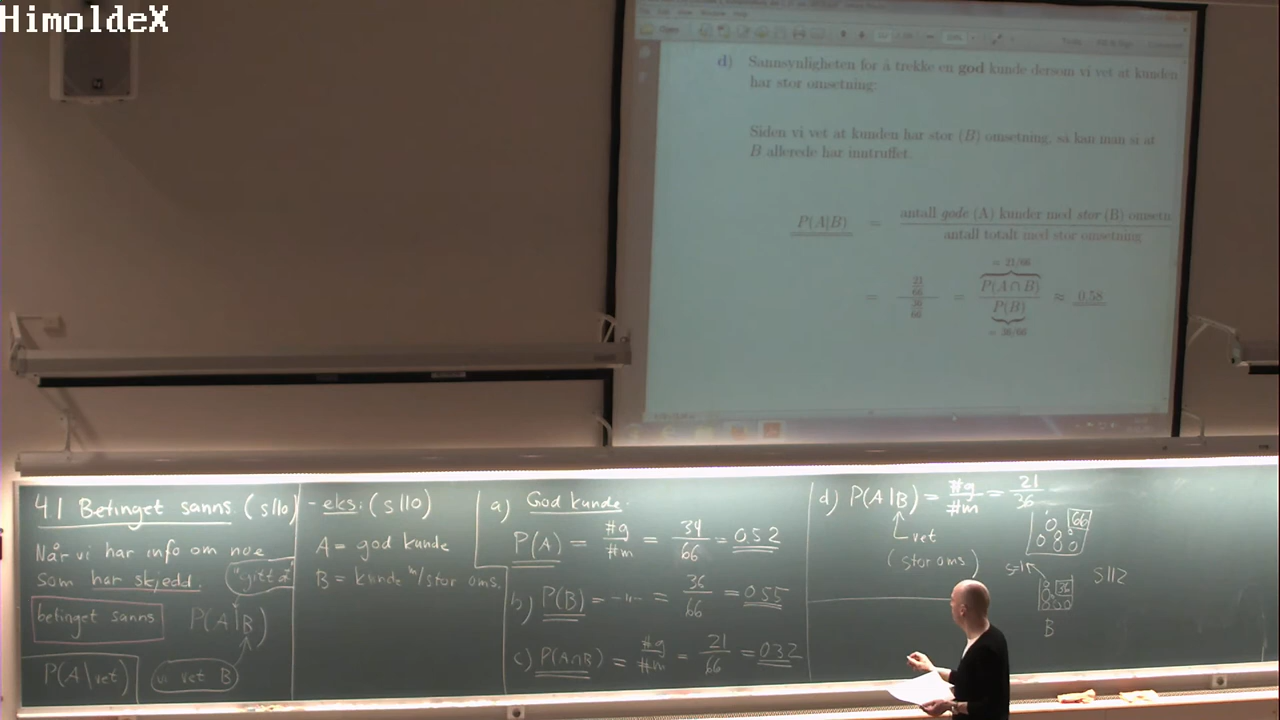 HimoldeX
d) Sannsynligheten for å trekke en god kunde dersom vi vet at kunden
har stor omsetning:
Siden vi vet at kunden har stor (B) omsetning, så kan man si at
B allerede har inntruffet.
P(A|B) = antall gode (A) kunder med stor (B) omsetn
antall totalt med stor omsetning
= 21/66
= 21/66 / 36/66 = P(A∩B) / P(B) ≈ 0.58
= 36/66
4.1 Betinget sanns (s110)
Når vi har info om noe
som har skjedd.
"gitt at"
betinget sanns P(A|B)
P(A|vet) vi vet B
- eks: (s110)
A = god kunde
B = kunde m/stor oms.
a) God kunde:
P(A) = #g/#m = 34/66 = 0.52
b) P(B) = -"- = 36/66 = 0.55
c) P(A∩B) = #g/#m = 21/66 = 0.32
d) P(A|B) = #g/#m = 21/36
vet
(stor oms)
66
36
B
S112